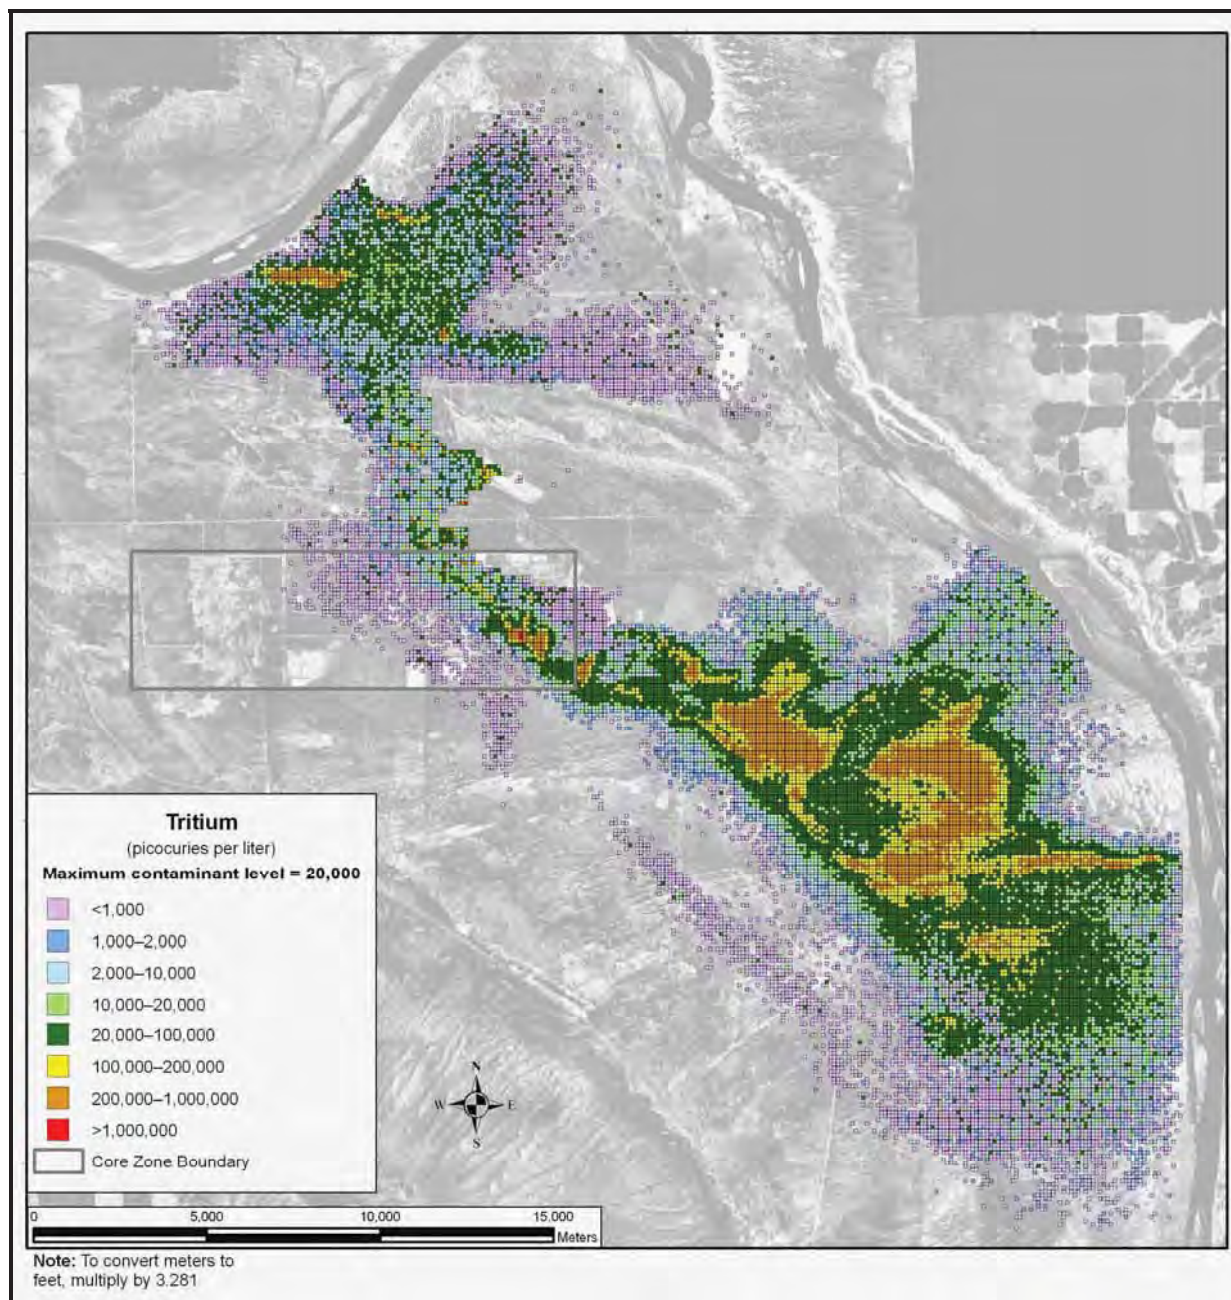 Tritium
(picocuries per liter)
Maximum contaminant level = 20,000
<1,000
1,000–2,000
2,000–10,000
10,000–20,000
20,000–100,000
100,000–200,000
200,000–1,000,000
>1,000,000
Core Zone Boundary
N
W E
S
0 5,000 10,000 15,000
Meters
Note: To convert meters to
feet, multiply by 3.281